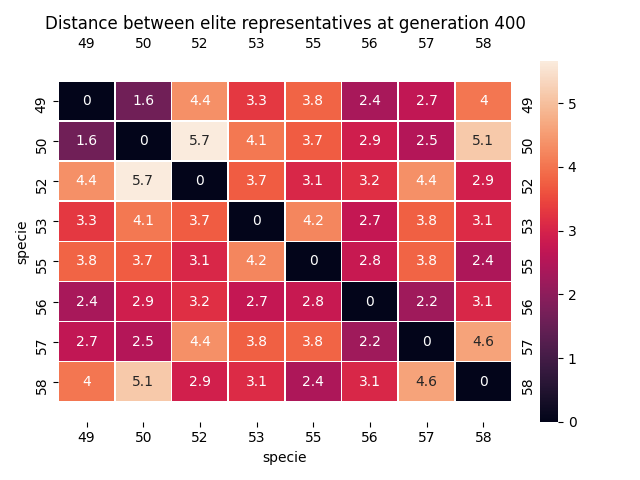 Distance between elite representatives at generation 400
49 50 52 53 55 56 57 58
49 0 1.6 4.4 3.3 3.8 2.4 2.7 4 49
50 1.6 0 5.7 4.1 3.7 2.9 2.5 5.1 50
52 4.4 5.7 0 3.7 3.1 3.2 4.4 2.9 52
53 3.3 4.1 3.7 0 4.2 2.7 3.8 3.1 53
55 3.8 3.7 3.1 4.2 0 2.8 3.8 2.4 55
56 2.4 2.9 3.2 2.7 2.8 0 2.2 3.1 56
57 2.7 2.5 4.4 3.8 3.8 2.2 0 4.6 57
58 4 5.1 2.9 3.1 2.4 3.1 4.6 0 58
49 50 52 53 55 56 57 58
specie
specie
5
4
3
2
1
0